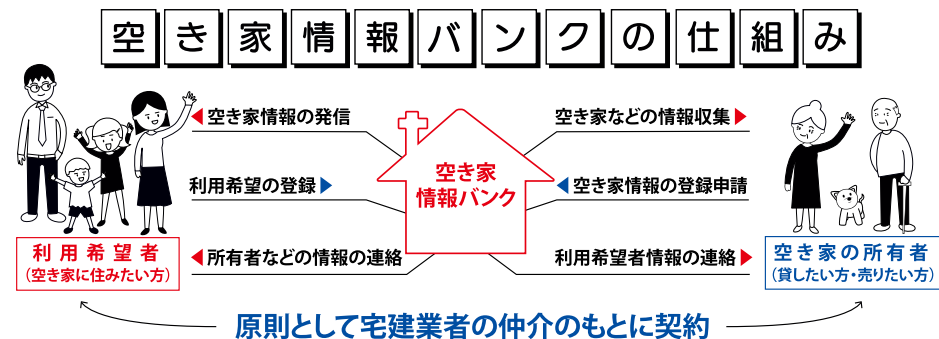 空き家情報バンクの仕組み
◀空き家情報の発信
利用希望の登録▶
◀所有者などの情報の連絡
空き家
情報バンク
空き家などの情報収集▶
◀空き家情報の登録申請
利用希望者情報の連絡▶
利用希望者
(空き家に住みたい方)
空き家の所有者
(貸したい方・売りたい方)
原則として宅建業者の仲介のもとに契約